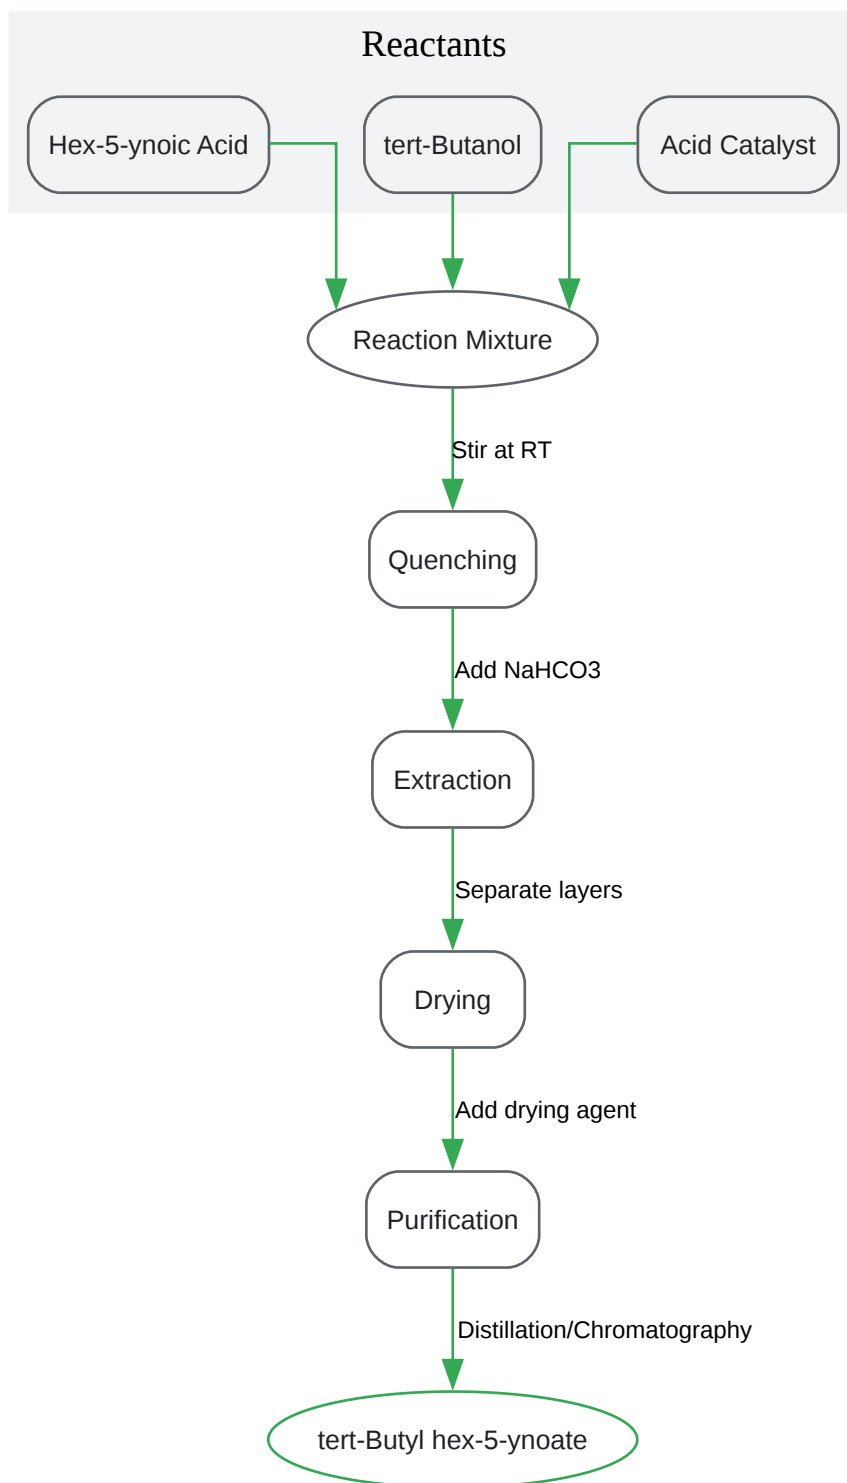 Reactants
Hex-5-ynoic Acid
tert-Butanol
Acid Catalyst
Reaction Mixture
Stir at RT
Quenching
Add NaHCO3
Extraction
Separate layers
Drying
Add drying agent
Purification
Distillation/Chromatography
tert-Butyl hex-5-ynoate